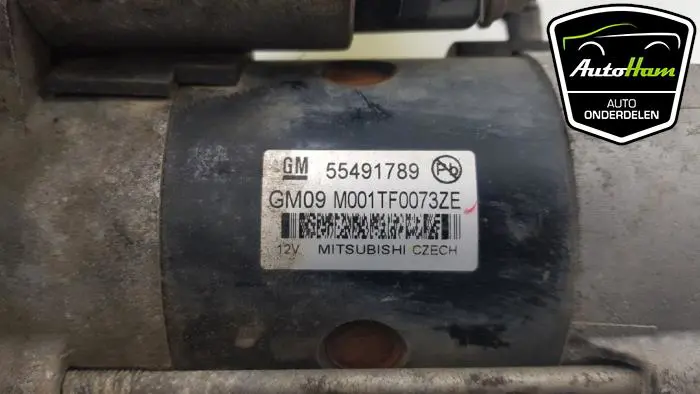 AutoHam
AUTO
ONDERDELEN
GM 55491789 Pb
GM09 M001TF0073ZE
12V MITSUBISHI CZECH